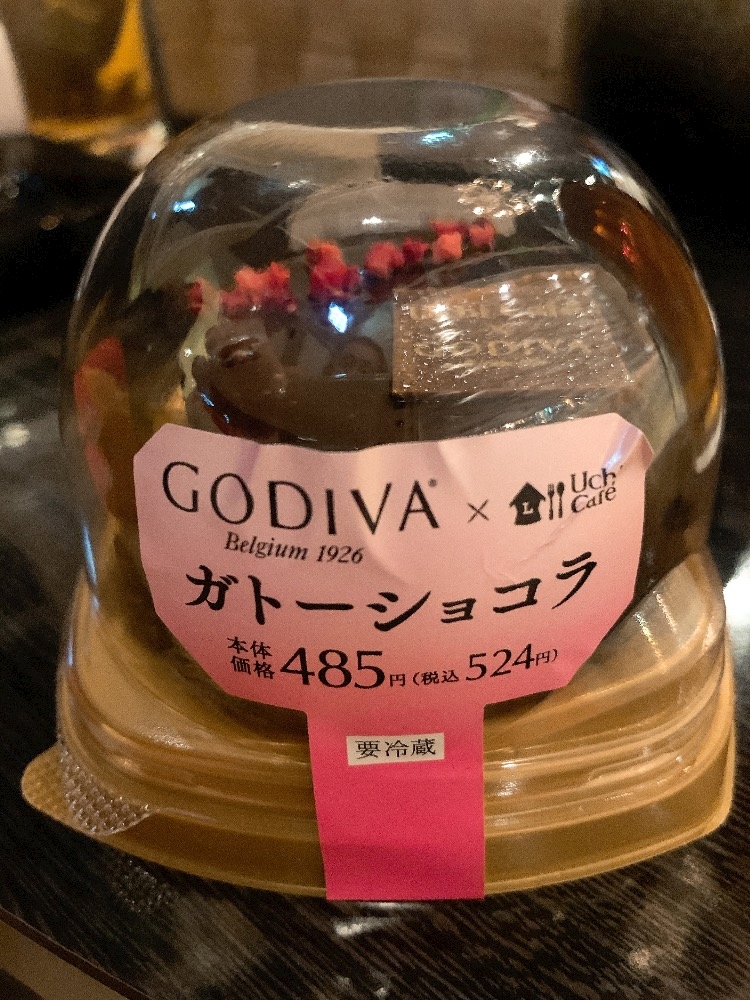 GODIVA
GODIVA® × L Uchi Café
Belgium 1926
ガトーショコラ
本体価格 485円(税込 524円)
要冷蔵